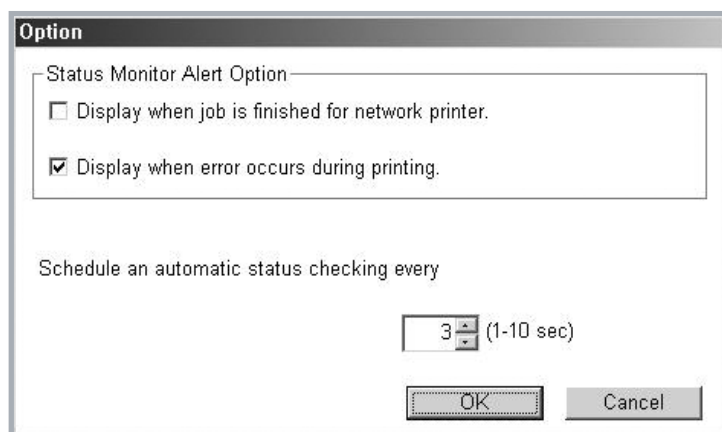 Option
Status Monitor Alert Option
Display when job is finished for network printer.
Display when error occurs during printing.
Schedule an automatic status checking every
3 (1-10 sec)
OK Cancel